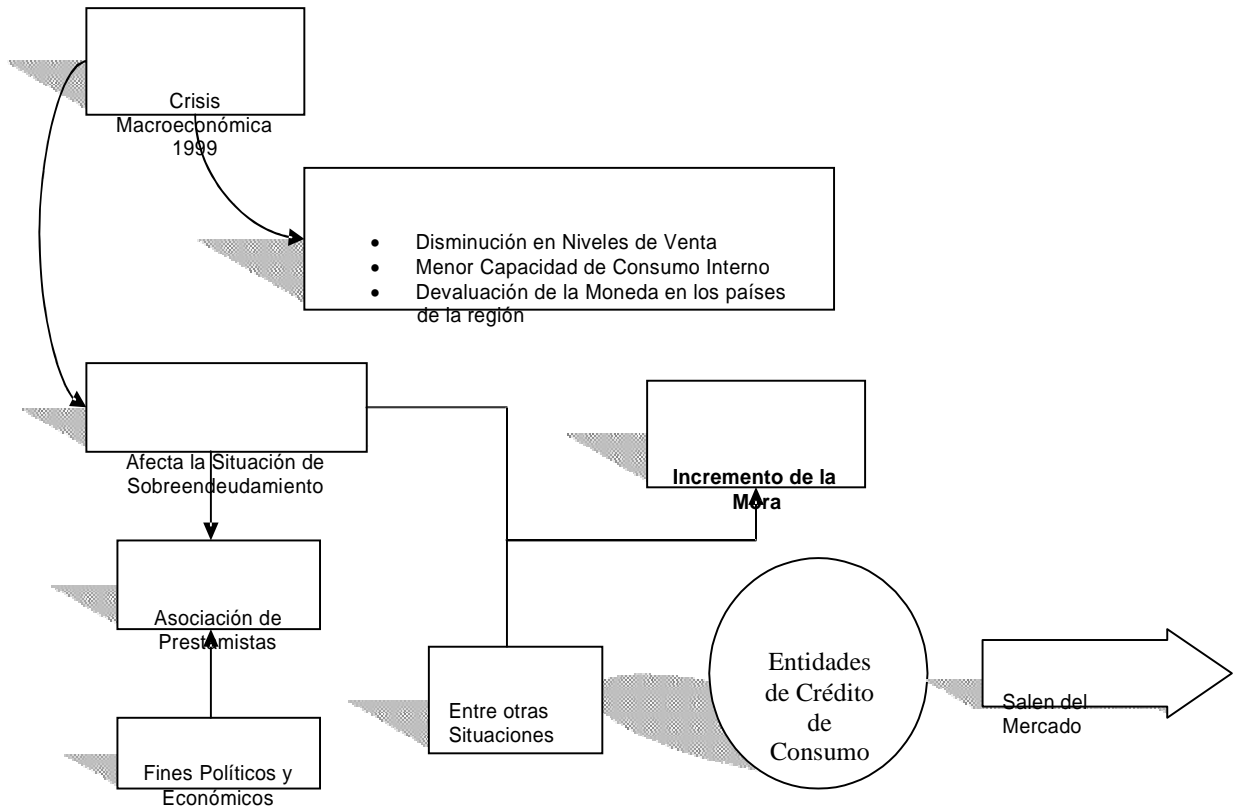 Crisis
Macroeconómica
1999
• Disminución en Niveles de Venta
• Menor Capacidad de Consumo Interno
• Devaluación de la Moneda en los países
de la región
Afecta la Situación de
Sobreendeudamiento
Incremento de la
Mora
Asociación de
Prestamistas
Entre otras
Situaciones
Entidades
de Crédito
de
Consumo
Salen del
Mercado
Fines Políticos y
Económicos